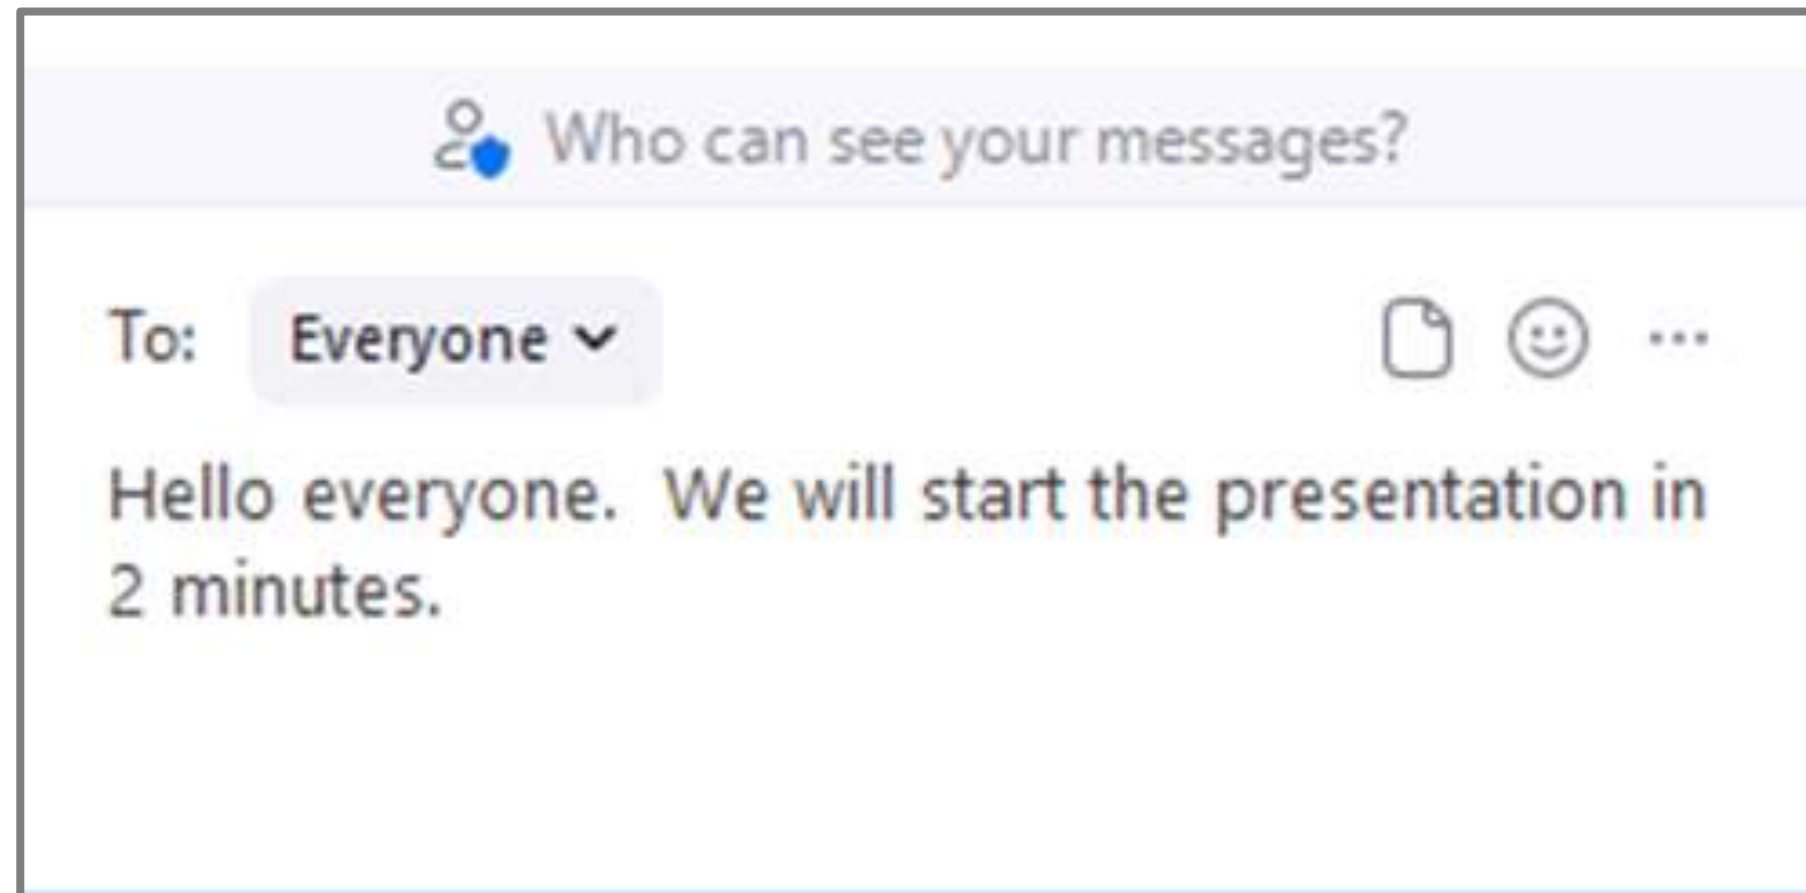 Who can see your messages?
To: Everyone
Hello everyone.  We will start the presentation in
2 minutes.